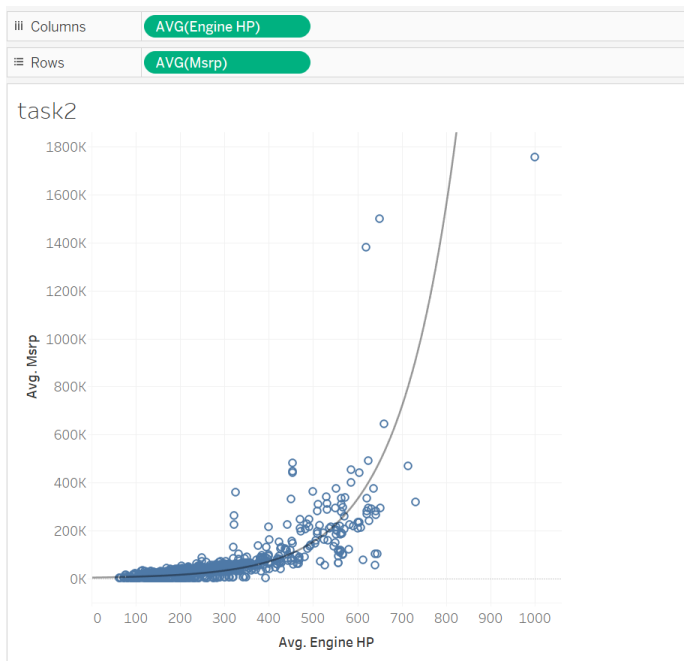 Columns AVG(Engine HP)
Rows AVG(Msrp)
task2
1800K
1600K
1400K
1200K
1000K
800K
600K
400K
200K
0K
Avg. Msrp
0 100 200 300 400 500 600 700 800 900 1000
Avg. Engine HP